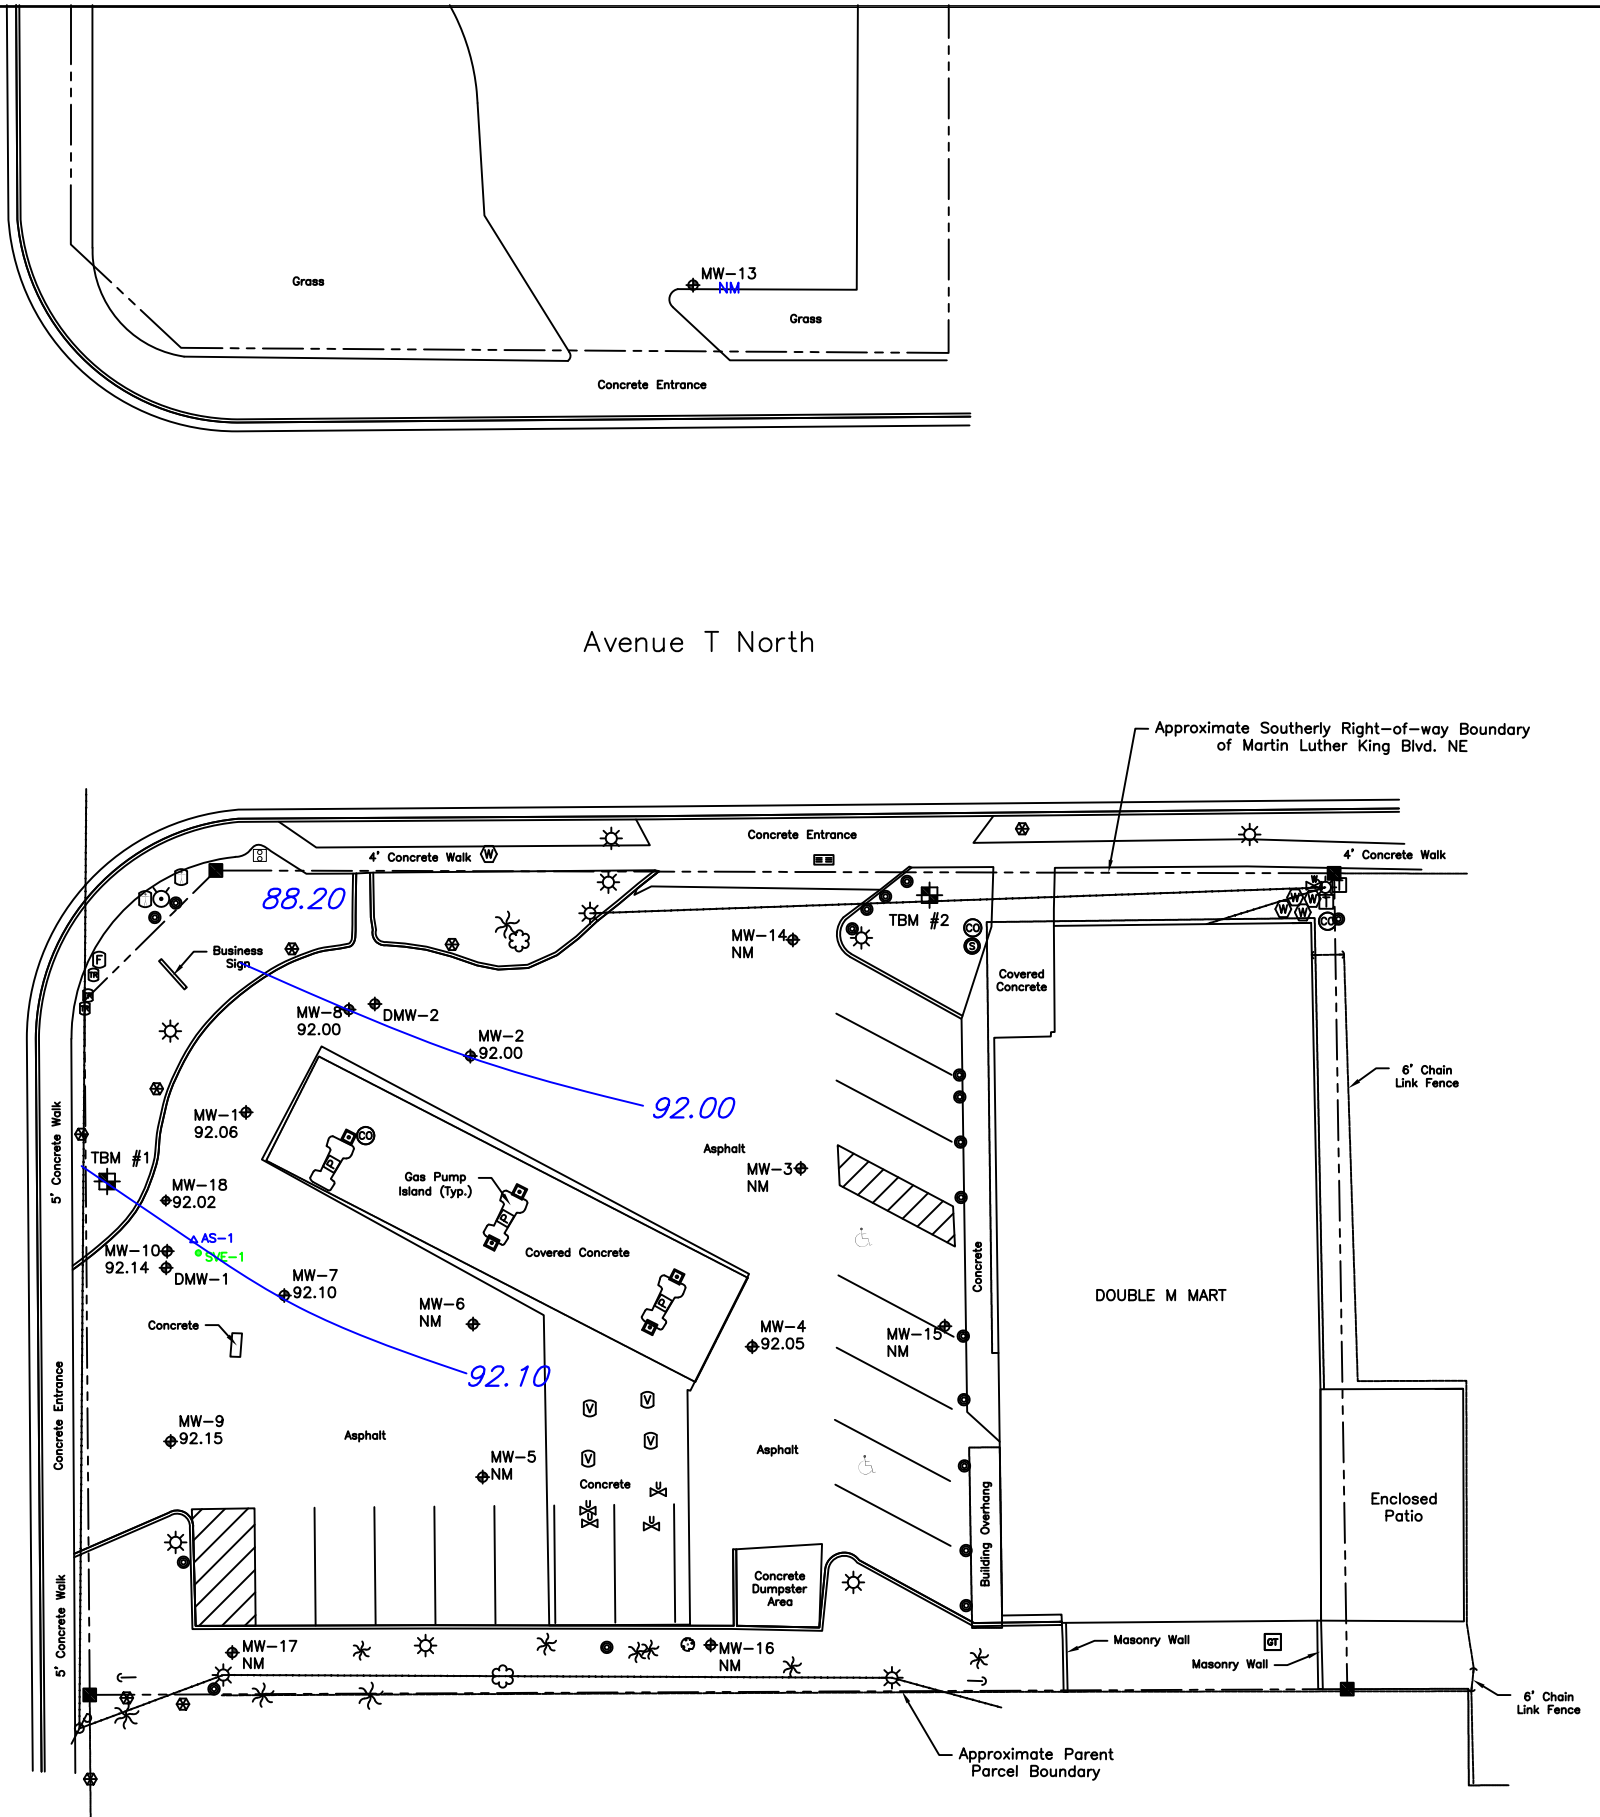 MW-13
NM
Grass
Grass
Concrete Entrance
Avenue T North
Approximate Southerly Right-of-way Boundary
of Martin Luther King Blvd. NE
Concrete Entrance
4' Concrete Walk
W
4' Concrete Walk
88.20
TBM #2
CO
S
W
W
W
W
W
CO
Business
Sign
F
MW-14
NM
Covered
Concrete
MW-8
92.00
DMW-2
MW-2
92.00
92.00
6' Chain
Link Fence
MW-1
92.06
CO
Asphalt
5' Concrete Walk
TBM #1
MW-3
NM
MW-18
92.02
Gas Pump
Island (Typ.)
AS-1
SVE-1
MW-10
92.14
DMW-1
Covered Concrete
Concrete
MW-7
92.10
MW-6
NM
DOUBLE M MART
Concrete
MW-4
92.05
MW-15
NM
92.10
V
V
V
V
MW-9
92.15
Asphalt
Asphalt
Concrete Entrance
MW-5
NM
Concrete
U
U
U
U
Building Overhang
Enclosed
Patio
Concrete
Dumpster
Area
5' Concrete Walk
MW-17
NM
MW-16
NM
Masonry Wall
GT
Masonry Wall
6' Chain
Link Fence
Approximate Parent
Parcel Boundary